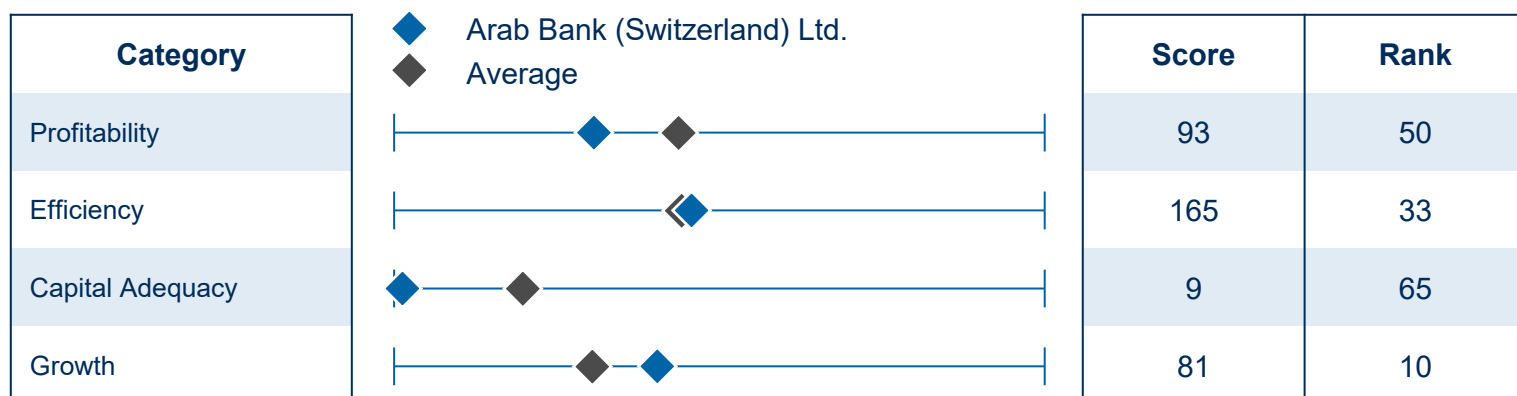 Category
Arab Bank (Switzerland) Ltd.
Average
Score Rank
Profitability 93 50
Efficiency 165 33
Capital Adequacy 9 65
Growth 81 10